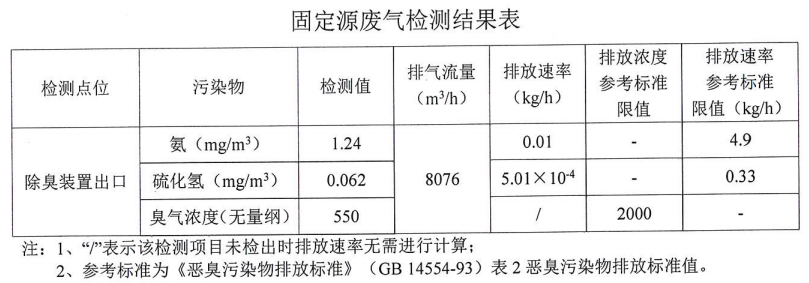 固定源废气检测结果表
检测点位 污染物 检测值 排气流量（m³/h） 排放速率（kg/h） 排放浓度参考标准限值 排放速率参考标准限值（kg/h）
除臭装置出口 氨（mg/m³） 1.24 8076 0.01 - 4.9
硫化氢（mg/m³） 0.062 5.01×10⁻⁴ - 0.33
臭气浓度（无量纲） 550 / 2000 -
注：1、“/”表示该检测项目未检出时排放速率无需进行计算；
2、参考标准为《恶臭污染物排放标准》（GB 14554-93）表 2 恶臭污染物排放标准值。